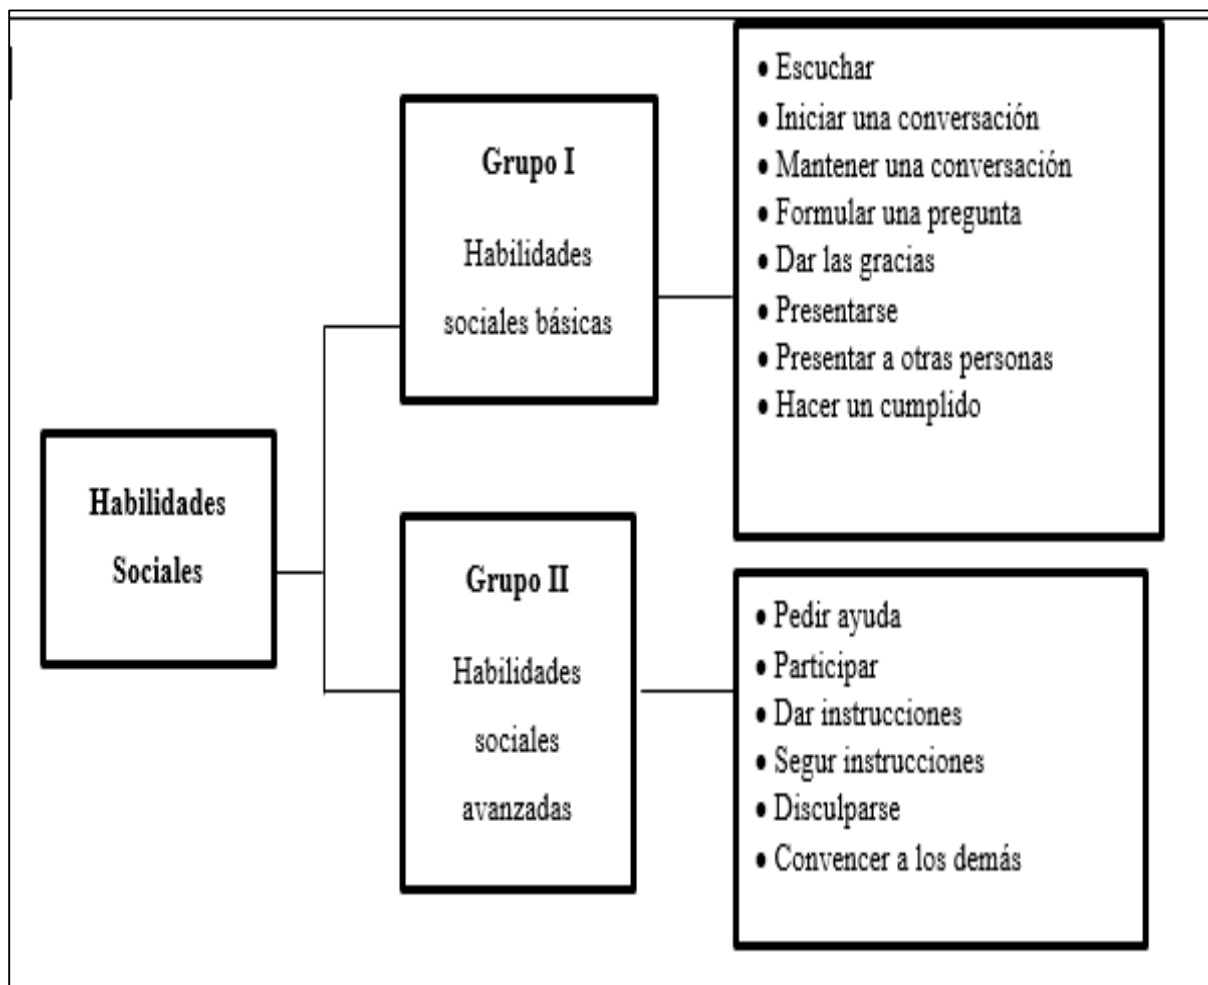 Habilidades
Sociales
Grupo I
Habilidades
sociales básicas
• Escuchar
• Iniciar una conversación
• Mantener una conversación
• Formular una pregunta
• Dar las gracias
• Presentarse
• Presentar a otras personas
• Hacer un cumplido
Grupo II
Habilidades
sociales
avanzadas
• Pedir ayuda
• Participar
• Dar instrucciones
• Segur instrucciones
• Disculparse
• Convencer a los demás